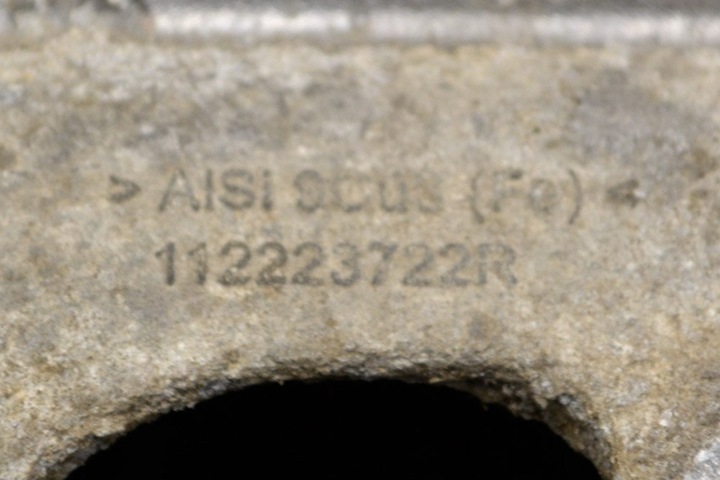 > AlSi 9Cu3 (Fe) <
112223722R